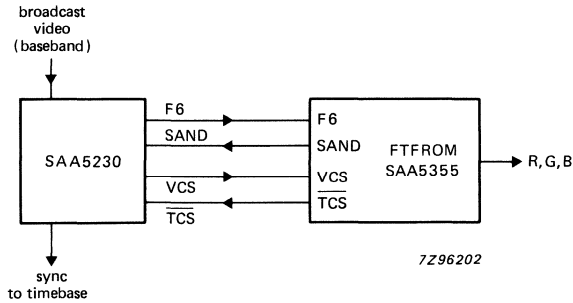 broadcast
video
(baseband)
F6
SAND
VCS
TCS
SAA5230
F6
SAND
VCS
TCS
FTFROM
SAA5355
R,G,B
sync
to timebase
7Z96202